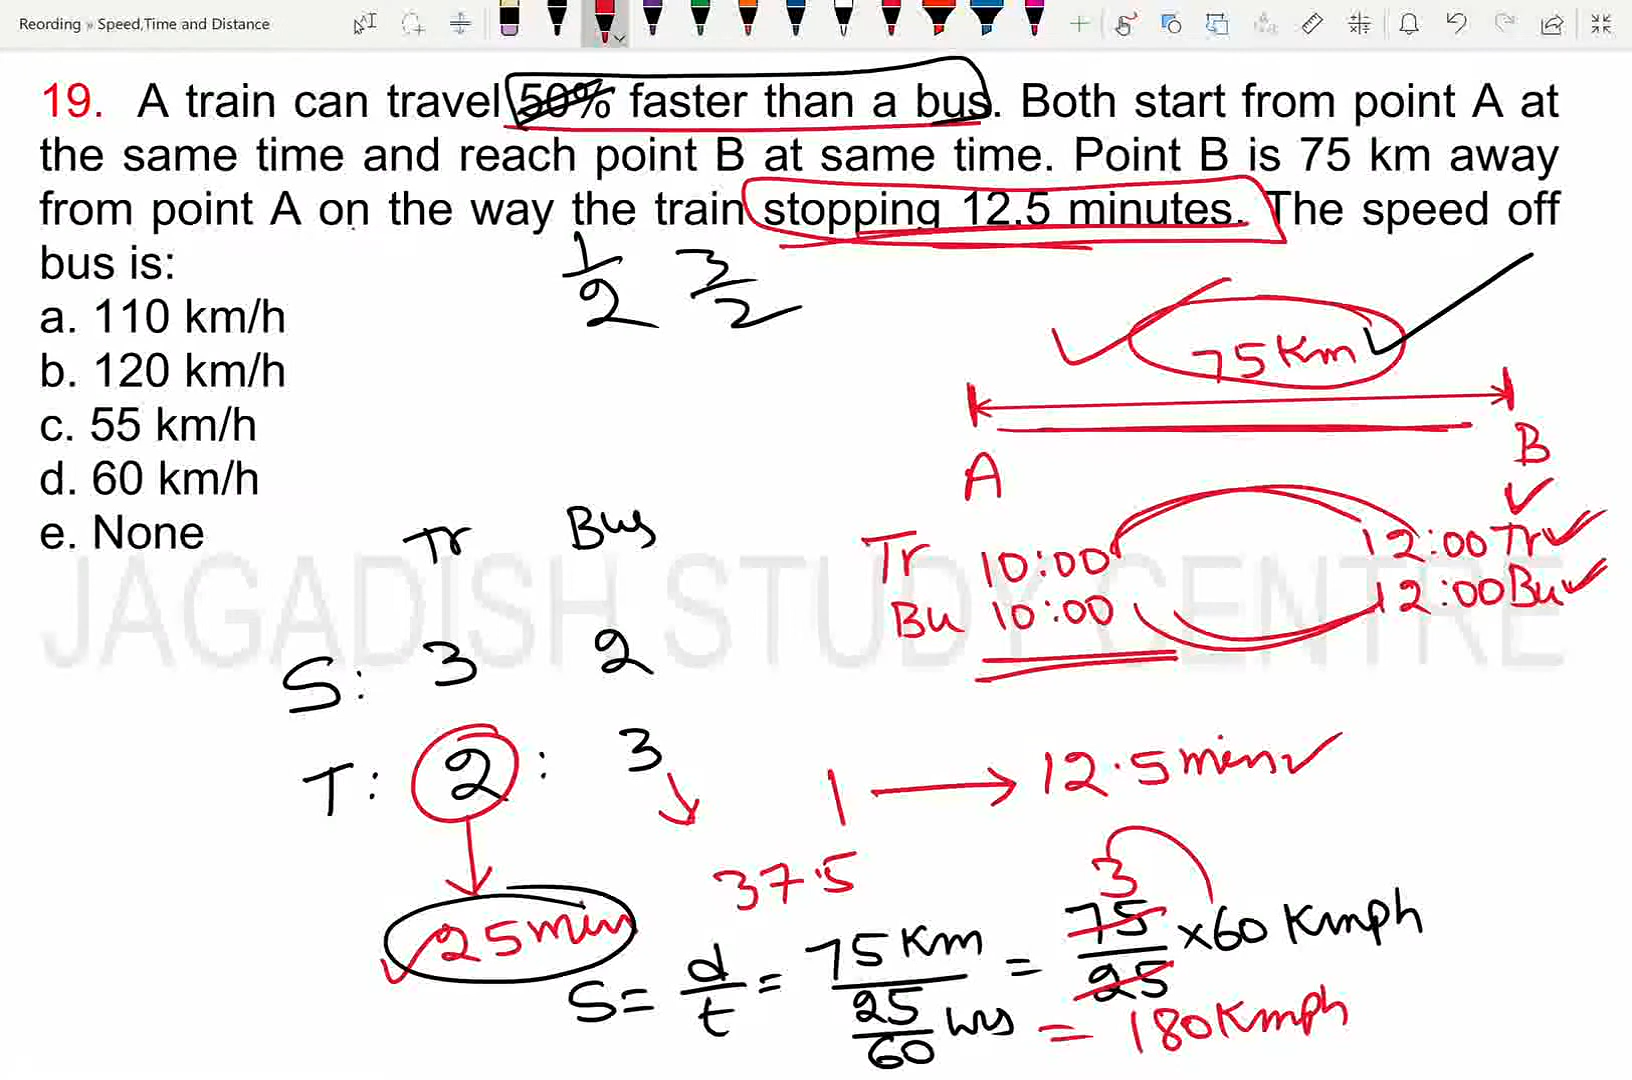 Reording » Speed,Time and Distance
19. A train can travel 50% faster than a bus. Both start from point A at
the same time and reach point B at same time. Point B is 75 km away
from point A on the way the train stopping 12.5 minutes. The speed off
bus is:
a. 110 km/h
b. 120 km/h
c. 55 km/h
d. 60 km/h
e. None
1/2 3/2
75 Km
A B
Tr 10:00 12:00 Tr
Bu 10:00 12:00 Bu
JAGADISH STUDY CENTRE
Tr Bus
S: 3 2
T: 2 : 3
1 → 12.5 min
37.5
25 min
S = d/t = 75 Km / 25/60 hrs = 75/25 × 60 Kmph
3
= 180 Kmph